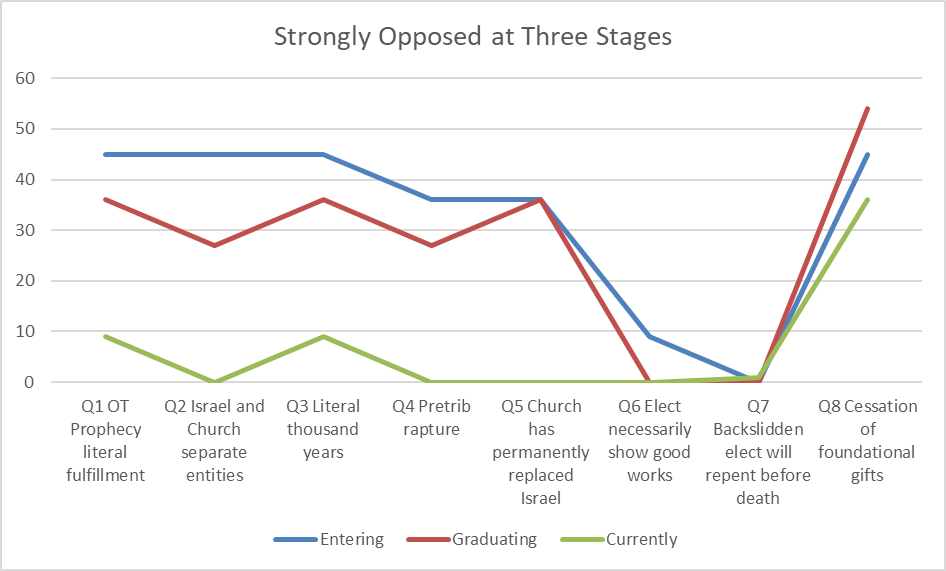 Strongly Opposed at Three Stages
60
50
40
30
20
10
0
Q1 OT
Prophecy
literal
fulfillment
Q2 Israel and
Church
separate
entities
Q3 Literal
thousand
years
Q4 Pretrib
rapture
Q5 Church
has
permanently
replaced
Israel
Q6 Elect
necessarily
show good
works
Q7
Backslidden
elect will
repent before
death
Q8 Cessation
of
foundational
gifts
Entering
Graduating
Currently